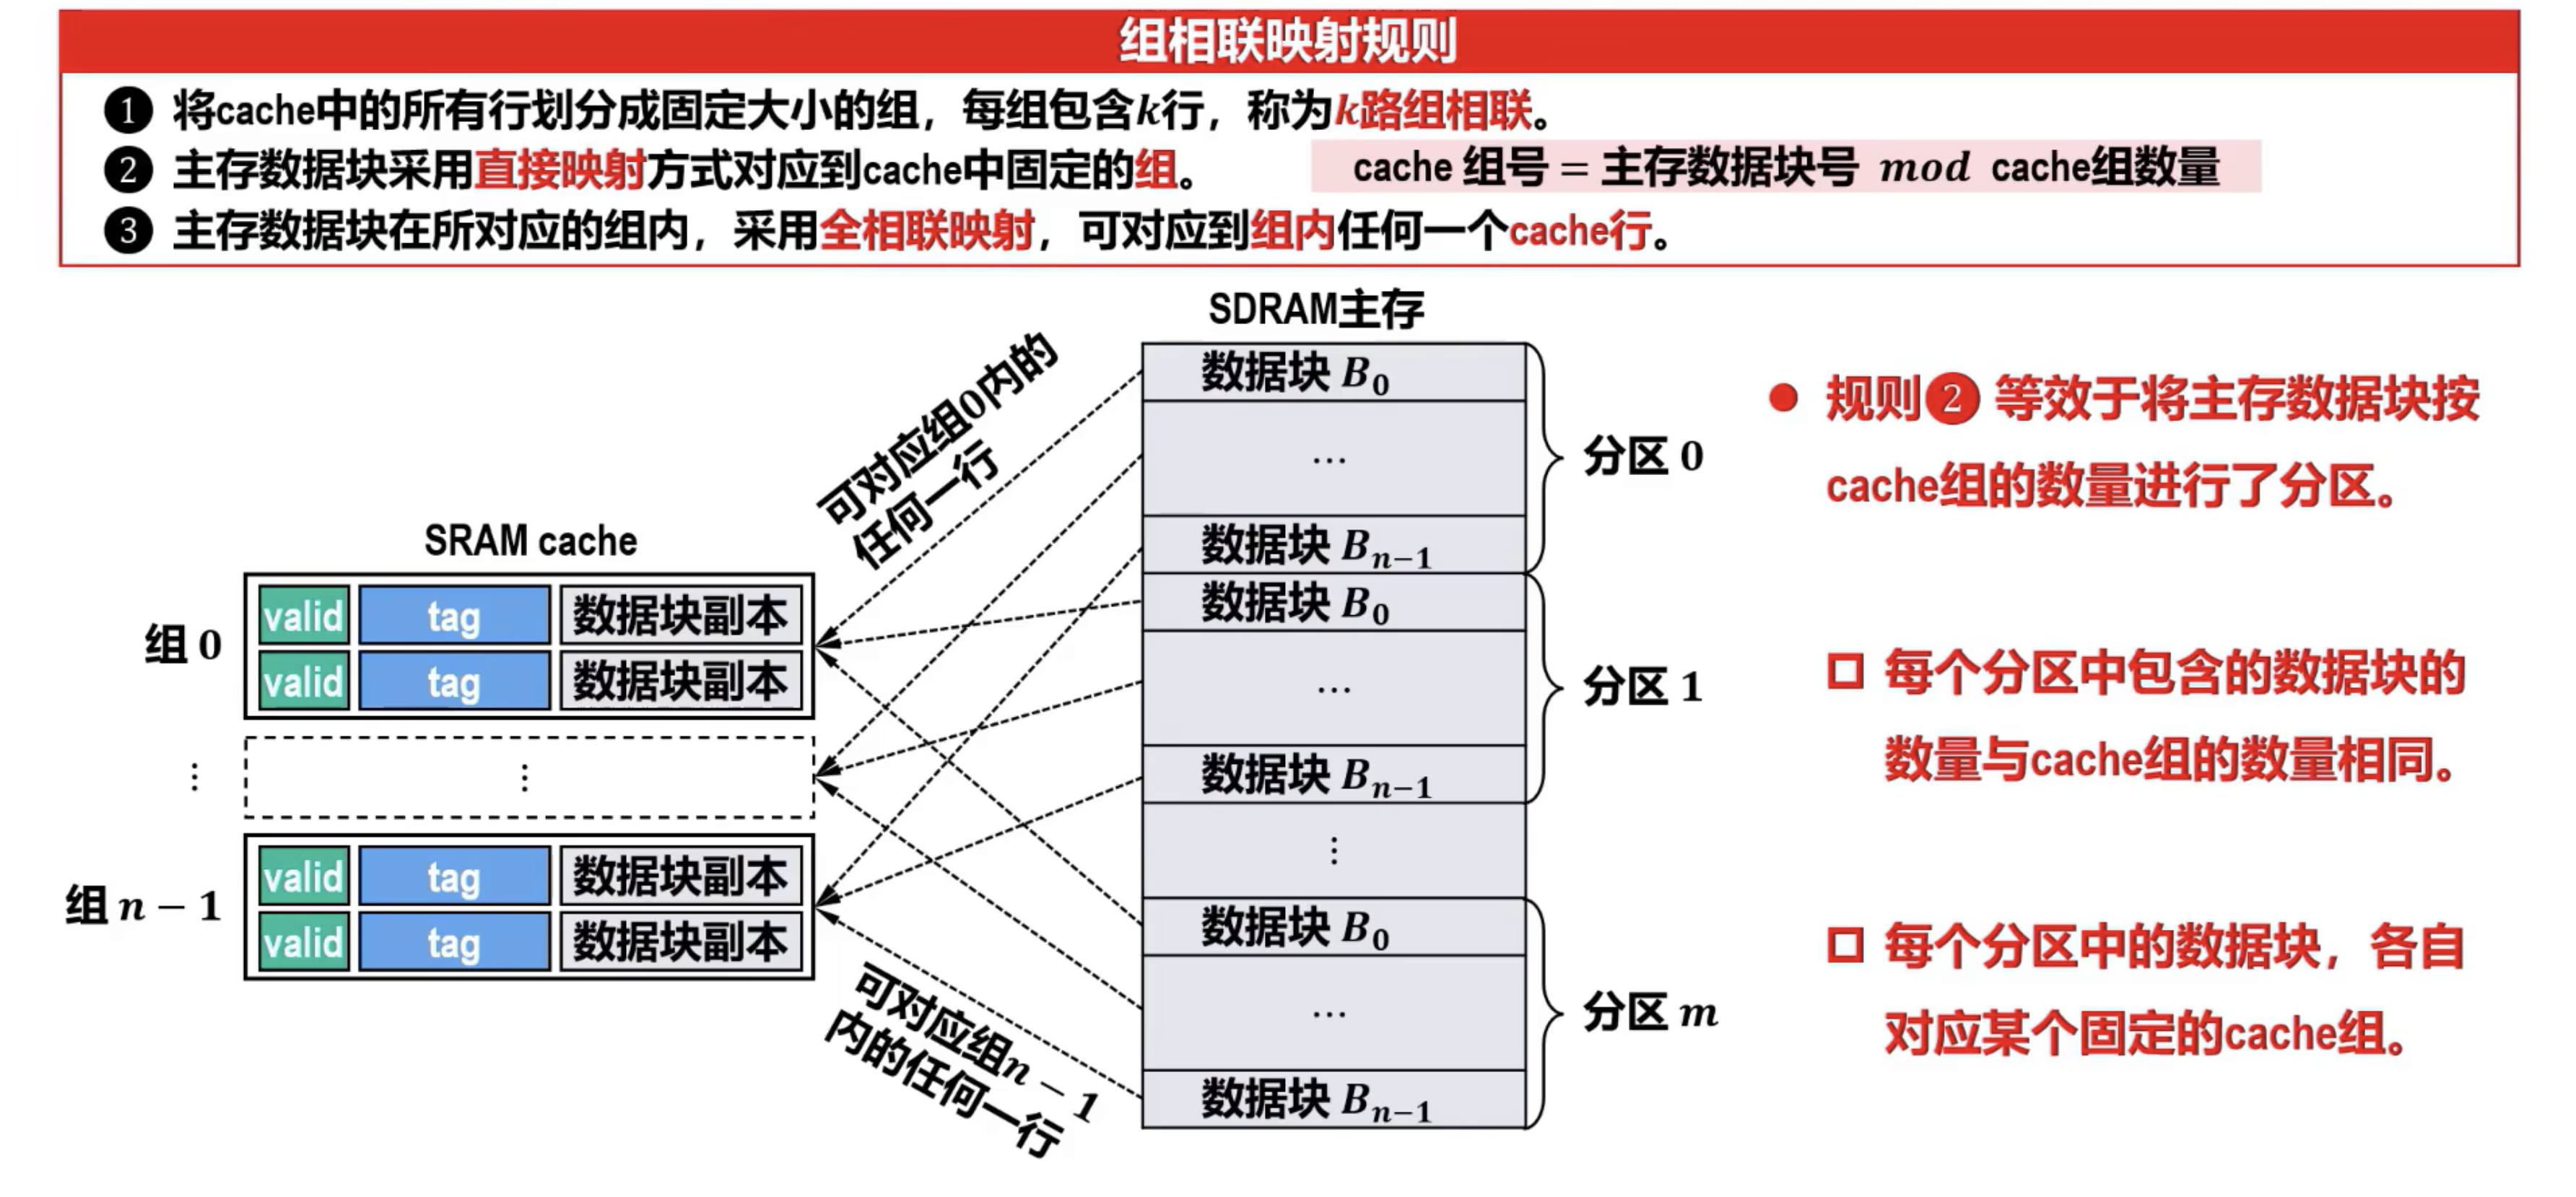 组相联映射规则
❶ 将cache中的所有行划分成固定大小的组，每组包含k行，称为k路组相联。
❷ 主存数据块采用直接映射方式对应到cache中固定的组。 cache 组号 = 主存数据块号 mod cache组数量
❸ 主存数据块在所对应的组内，采用全相联映射，可对应到组内任何一个cache行。
SRAM cache
组 0
valid tag 数据块副本
valid tag 数据块副本
⋮ ⋮
组 n − 1
valid tag 数据块副本
valid tag 数据块副本
可对应组0内的
任何一行
可对应组n − 1
内的任何一行
SDRAM主存
数据块 B₀
…
数据块 Bₙ₋₁
分区 0
数据块 B₀
…
数据块 Bₙ₋₁
分区 1
⋮
数据块 B₀
…
数据块 Bₙ₋₁
分区 m
● 规则❷ 等效于将主存数据块按
cache组的数量进行了分区。
□ 每个分区中包含的数据块的
数量与cache组的数量相同。
□ 每个分区中的数据块，各自
对应某个固定的cache组。